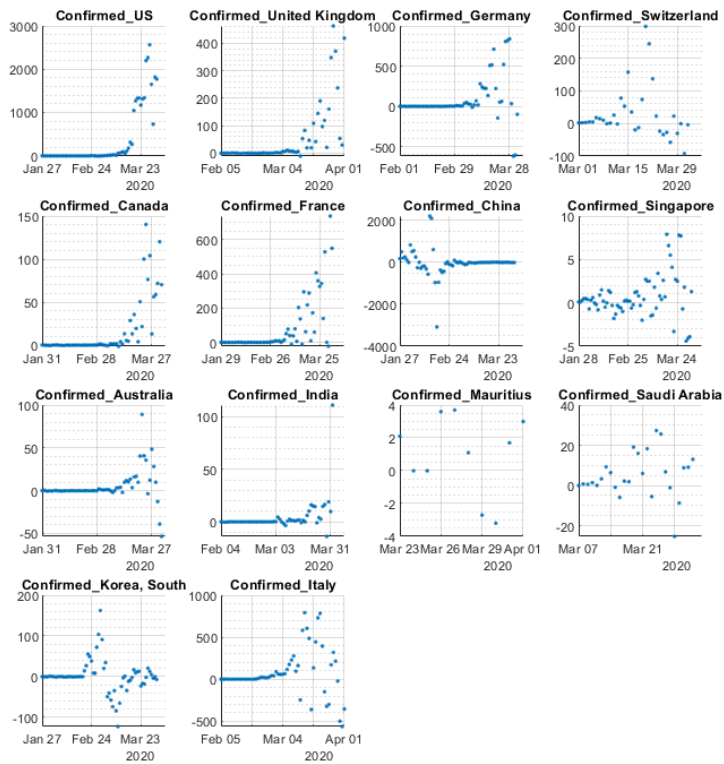 Confirmed_US
3000
2000
1000
0
Jan 27 Feb 24 Mar 23
2020
Confirmed_United Kingdom
400
300
200
100
0
Feb 05 Mar 04 Apr 01
2020
Confirmed_Germany
1000
500
0
-500
Feb 01 Feb 29 Mar 28
2020
Confirmed_Switzerland
300
200
100
0
-100
Mar 01 Mar 15 Mar 29
2020
Confirmed_Canada
150
100
50
0
Jan 31 Feb 28 Mar 27
2020
Confirmed_France
600
400
200
0
Jan 29 Feb 26 Mar 25
2020
Confirmed_China
2000
0
-2000
-4000
Jan 27 Feb 24 Mar 23
2020
Confirmed_Singapore
10
5
0
-5
Jan 28 Feb 25 Mar 24
2020
Confirmed_Australia
100
50
0
-50
Jan 31 Feb 28 Mar 27
2020
Confirmed_India
100
50
0
Feb 04 Mar 03 Mar 31
2020
Confirmed_Mauritius
4
2
0
-2
-4
Mar 23 Mar 26 Mar 29 Apr 01
2020
Confirmed_Saudi Arabia
40
20
0
-20
Mar 07 Mar 21
2020
Confirmed_Korea, South
200
100
0
-100
Jan 27 Feb 24 Mar 23
2020
Confirmed_Italy
1000
500
0
-500
Feb 05 Mar 04 Apr 01
2020